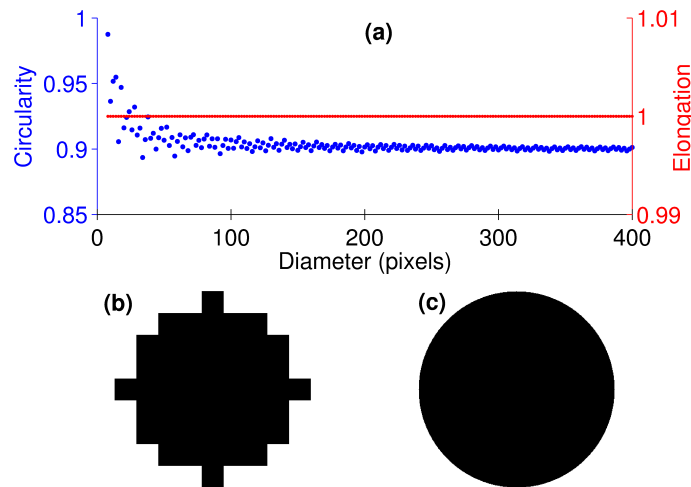 (a)
1
0.95
0.9
0.85
Circularity
1.01
1
0.99
Elongation
0
100
200
300
400
Diameter (pixels)
(b)
(c)